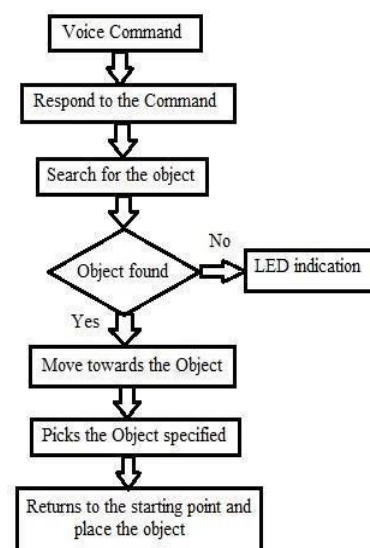 Voice Command
Respond to the Command
Search for the object
No
Object found
LED indication
Yes
Move towards the Object
Picks the Object specified
Returns to the starting point and
place the object